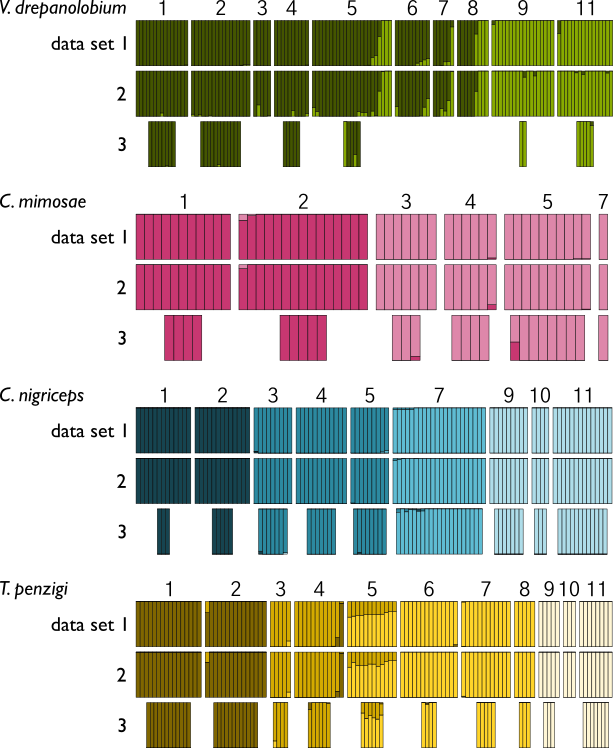 V. drepanolobium 1 2 3 4 5 6 7 8 9 11
data set 1
2
3
C. mimosae 1 2 3 4 5 7
data set 1
2
3
C. nigriceps 1 2 3 4 5 7 9 10 11
data set 1
2
3
T. penzigi 1 2 3 4 5 6 7 8 9 10 11
data set 1
2
3